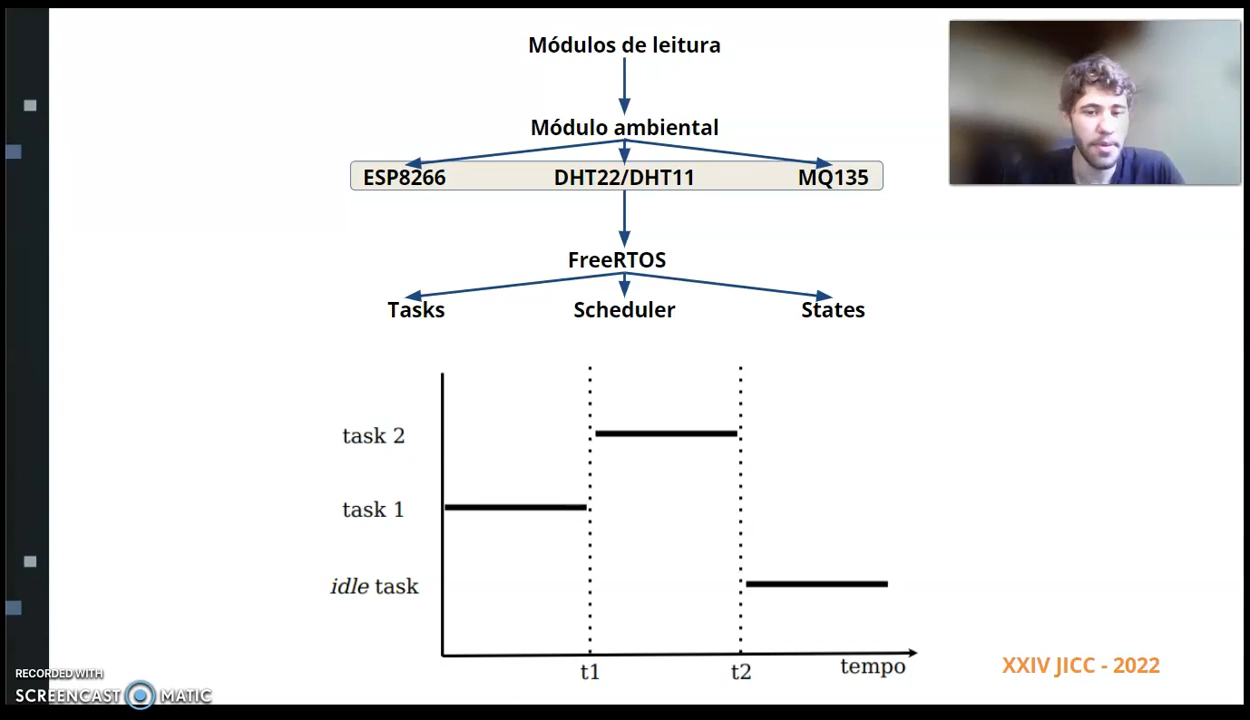 Módulos de leitura
Módulo ambiental
ESP8266 DHT22/DHT11 MQ135
FreeRTOS
Tasks Scheduler States
task 2
task 1
idle task
t1 t2 tempo
XXIV JICC - 2022
RECORDED WITH
SCREENCAST MATIC